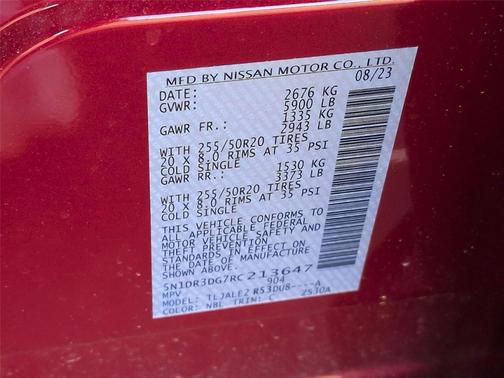 MFD BY NISSAN MOTOR CO., LTD.
DATE: 08/23
GVWR: 2676 KG
5900 LB
GAWR FR.: 1335 KG
2943 LB
WITH 255/50R20 TIRES
20 X 8.0 RIMS AT 35 PSI
COLD SINGLE
GAWR RR.: 1530 KG
3373 LB
WITH 255/50R20 TIRES
20 X 8.0 RIMS AT 35 PSI
COLD SINGLE
THIS VEHICLE CONFORMS TO
ALL APPLICABLE FEDERAL
MOTOR VEHICLE SAFETY AND
THEFT PREVENTION
STANDARDS IN EFFECT ON
THE DATE OF MANUFACTURE
SHOWN ABOVE.
5N1DR3DG7RC213647
MPV 904
MODEL: TLJALE2 R53DU8----A
COLOR: NBL TRIM: C 2530A